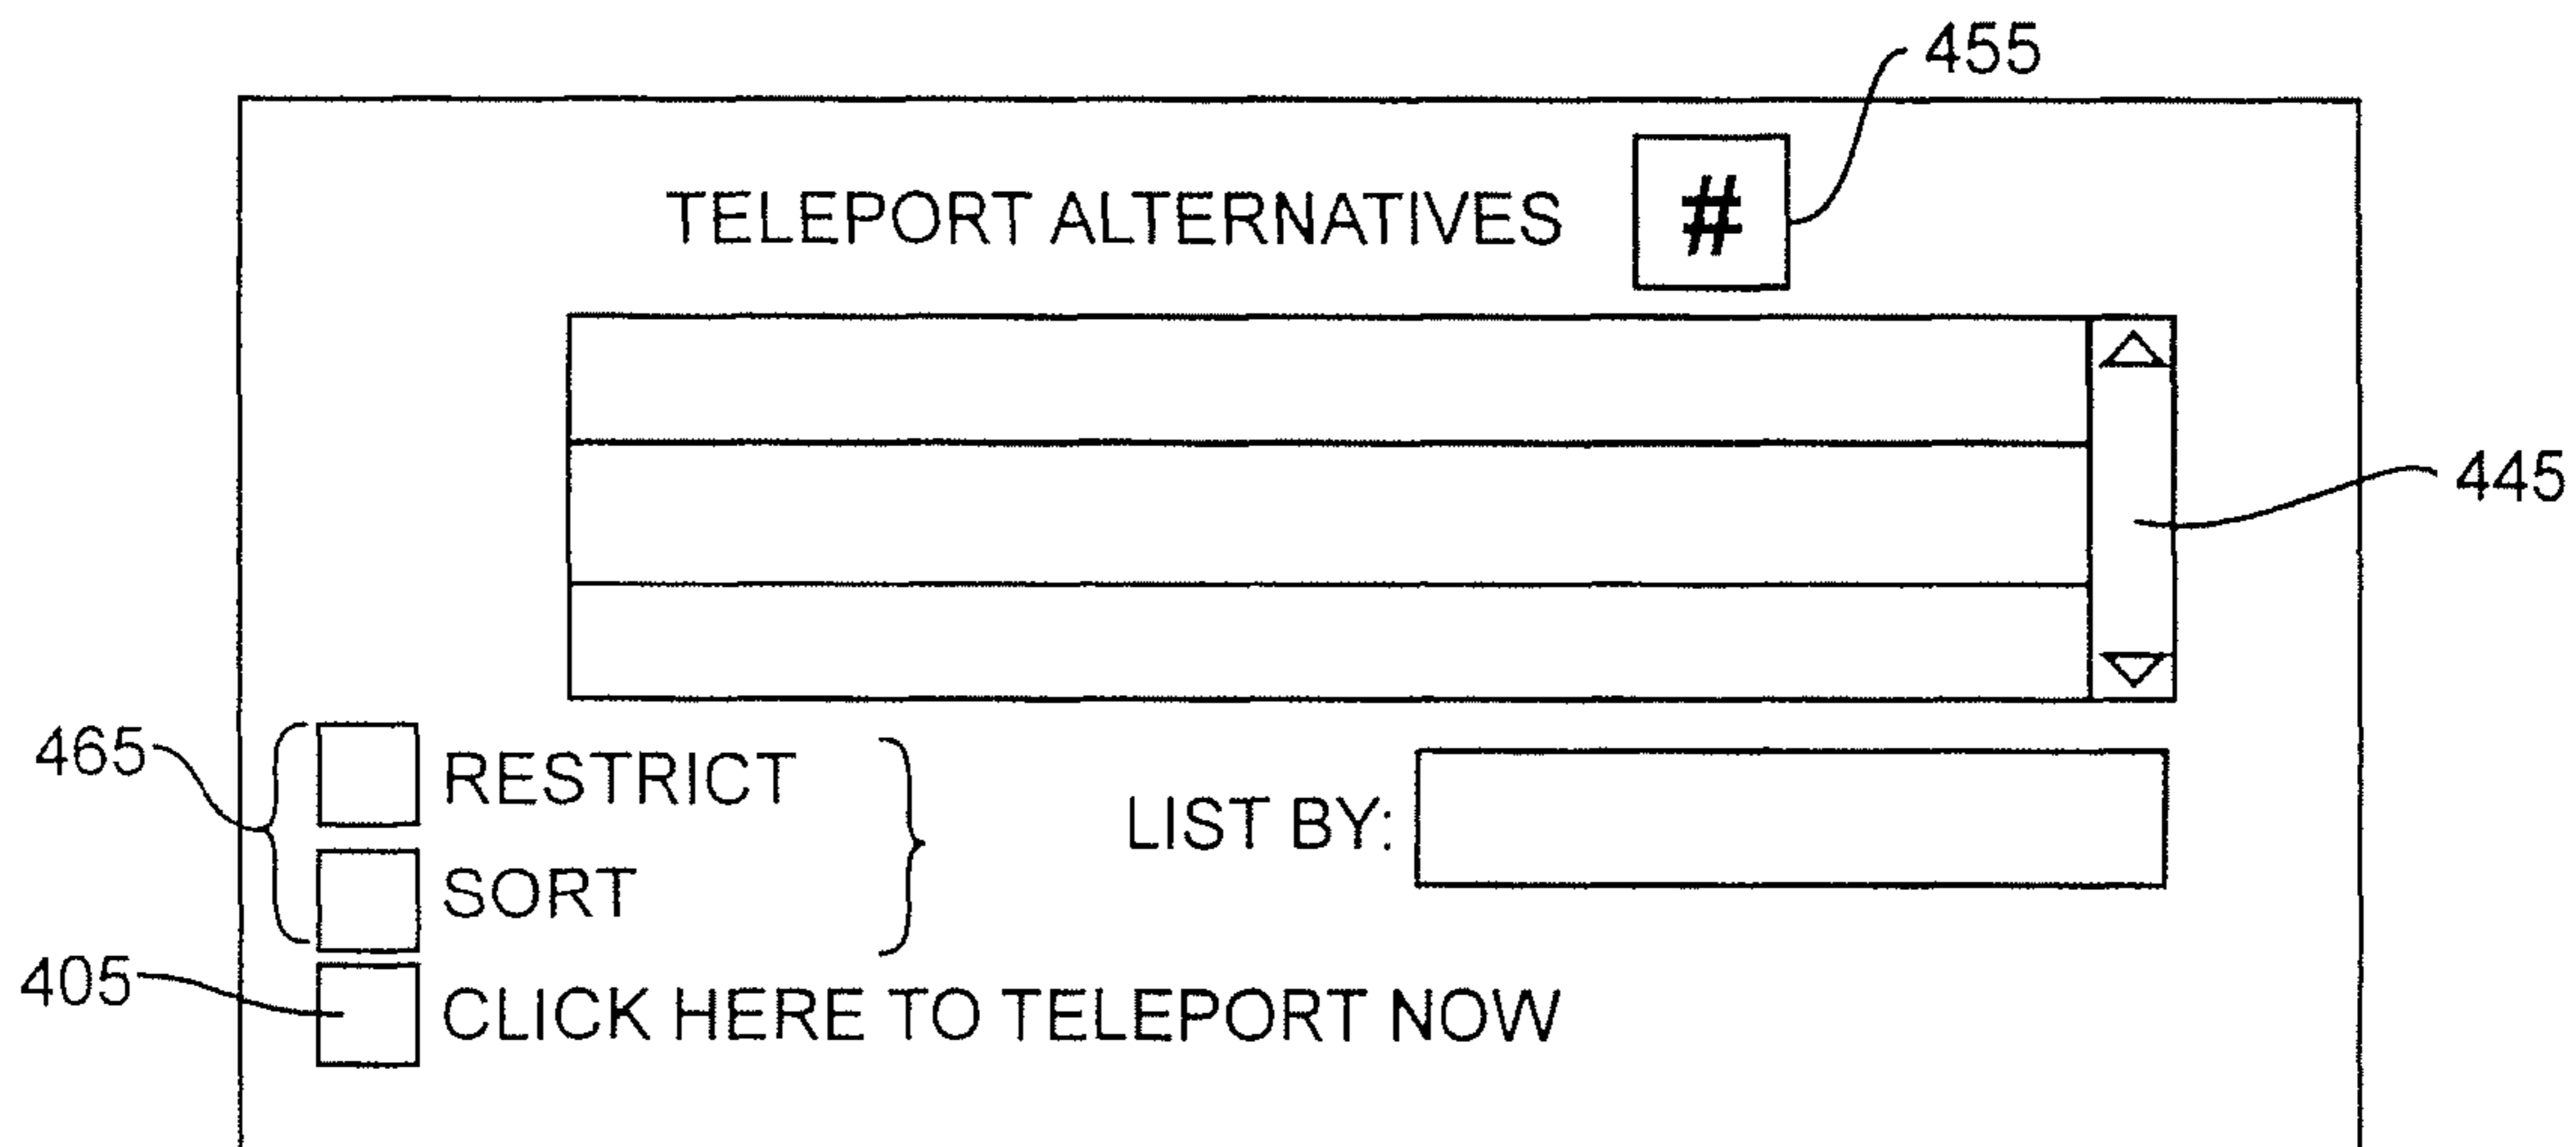 455
TELEPORT ALTERNATIVES #
445
465
RESTRICT
LIST BY:
SORT
405
CLICK HERE TO TELEPORT NOW